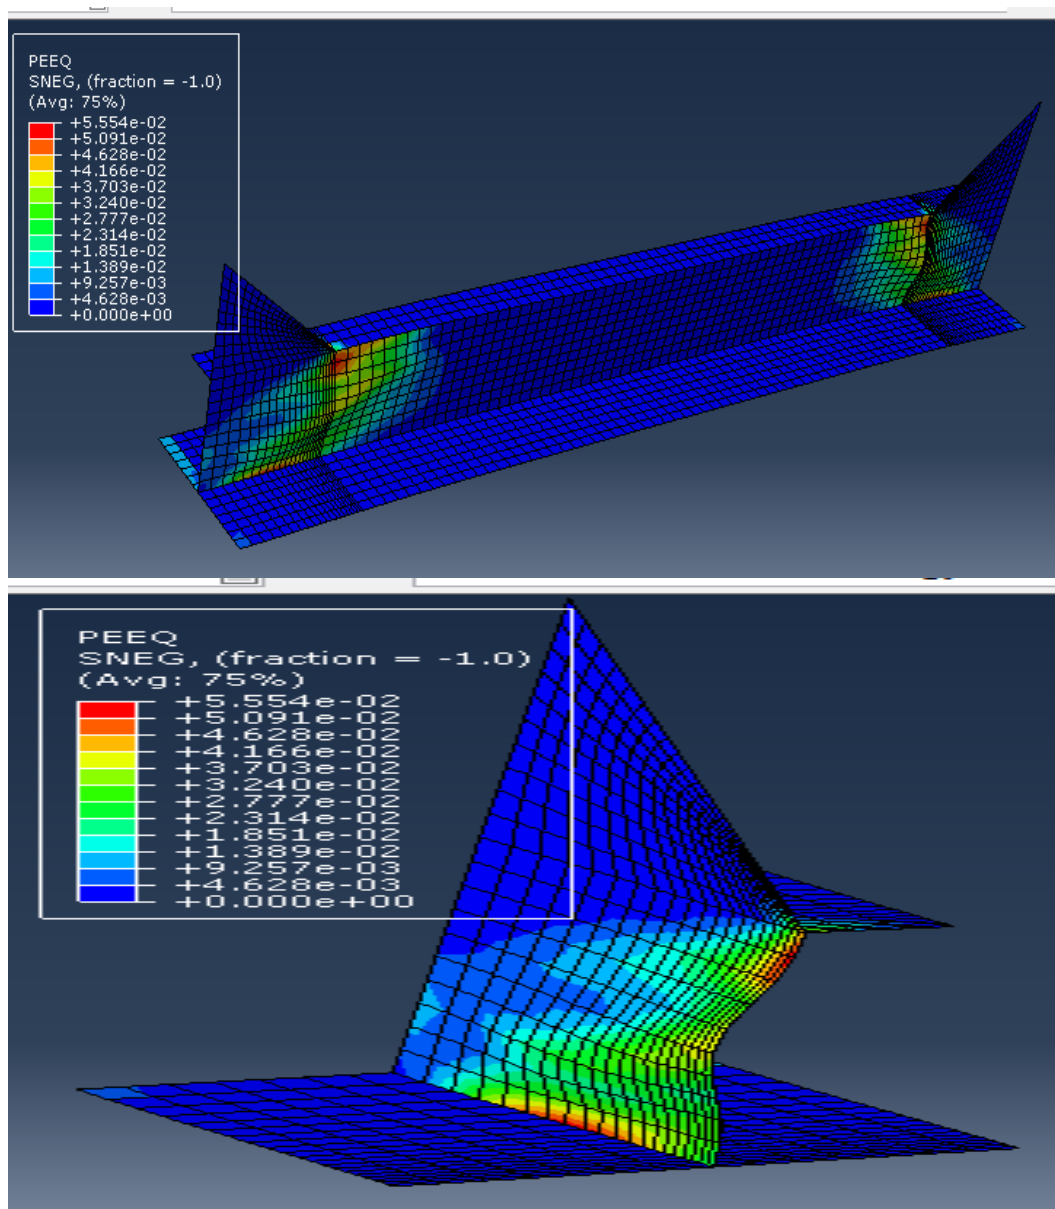 PEEQ
SNEG, (fraction = -1.0)
(Avg: 75%)
+5.554e-02
+5.091e-02
+4.628e-02
+4.166e-02
+3.703e-02
+3.240e-02
+2.777e-02
+2.314e-02
+1.851e-02
+1.389e-02
+9.257e-03
+4.628e-03
+0.000e+00
PEEQ
SNEG, (fraction = -1.0)
(Avg: 75%)
+5.554e-02
+5.091e-02
+4.628e-02
+4.166e-02
+3.703e-02
+3.240e-02
+2.777e-02
+2.314e-02
+1.851e-02
+1.389e-02
+9.257e-03
+4.628e-03
+0.000e+00